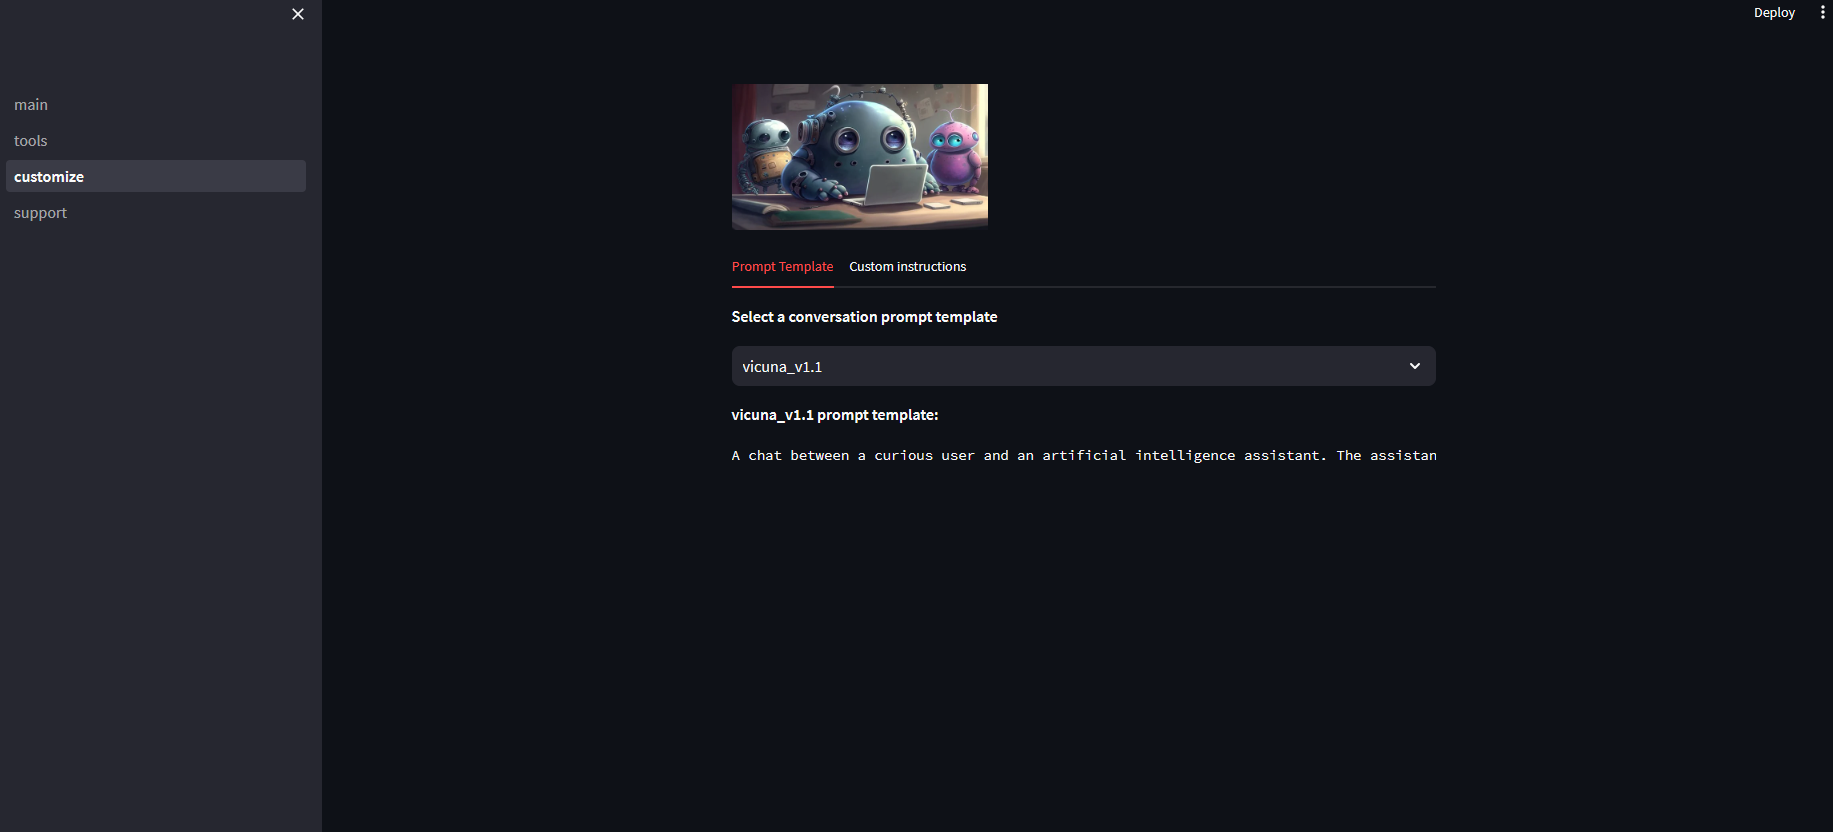 Deploy
main
tools
customize
support
Prompt Template
Custom instructions
Select a conversation prompt template
vicuna_v1.1
vicuna_v1.1 prompt template:
A chat between a curious user and an artificial intelligence assistant. The assistan